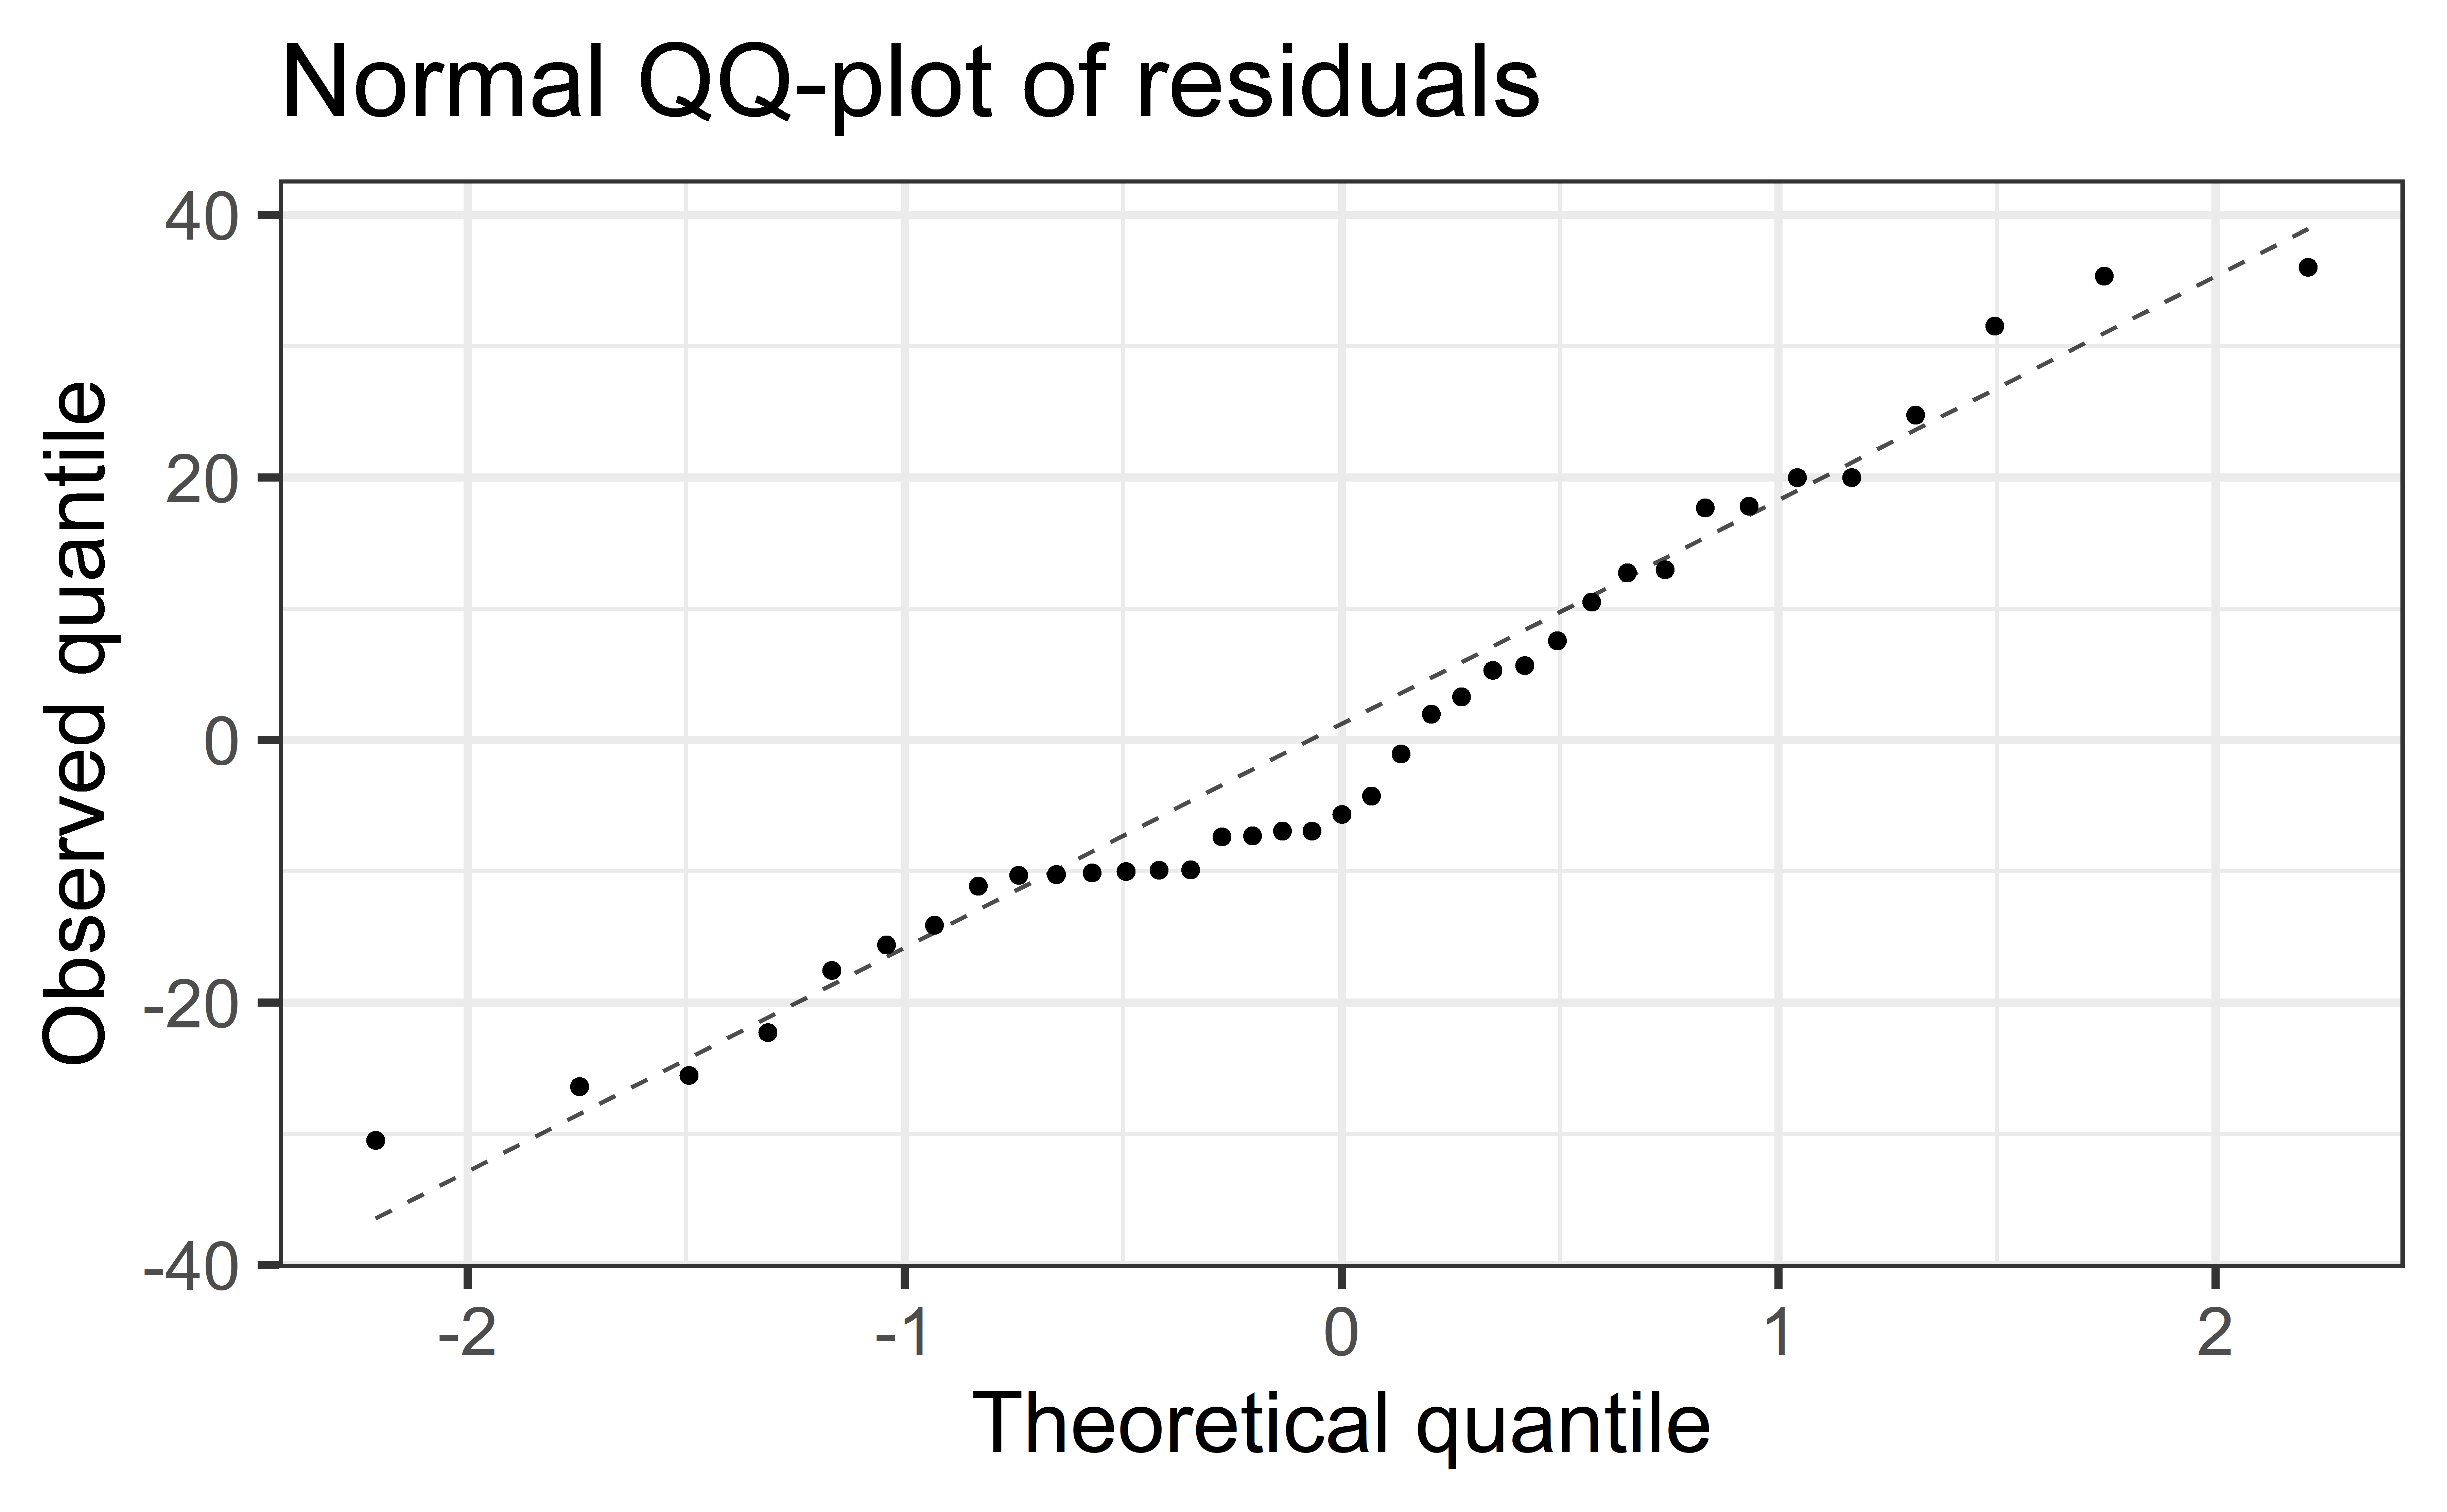 Normal QQ-plot of residuals
40
20
0
-20
-40
Observed quantile
-2 -1 0 1 2
Theoretical quantile